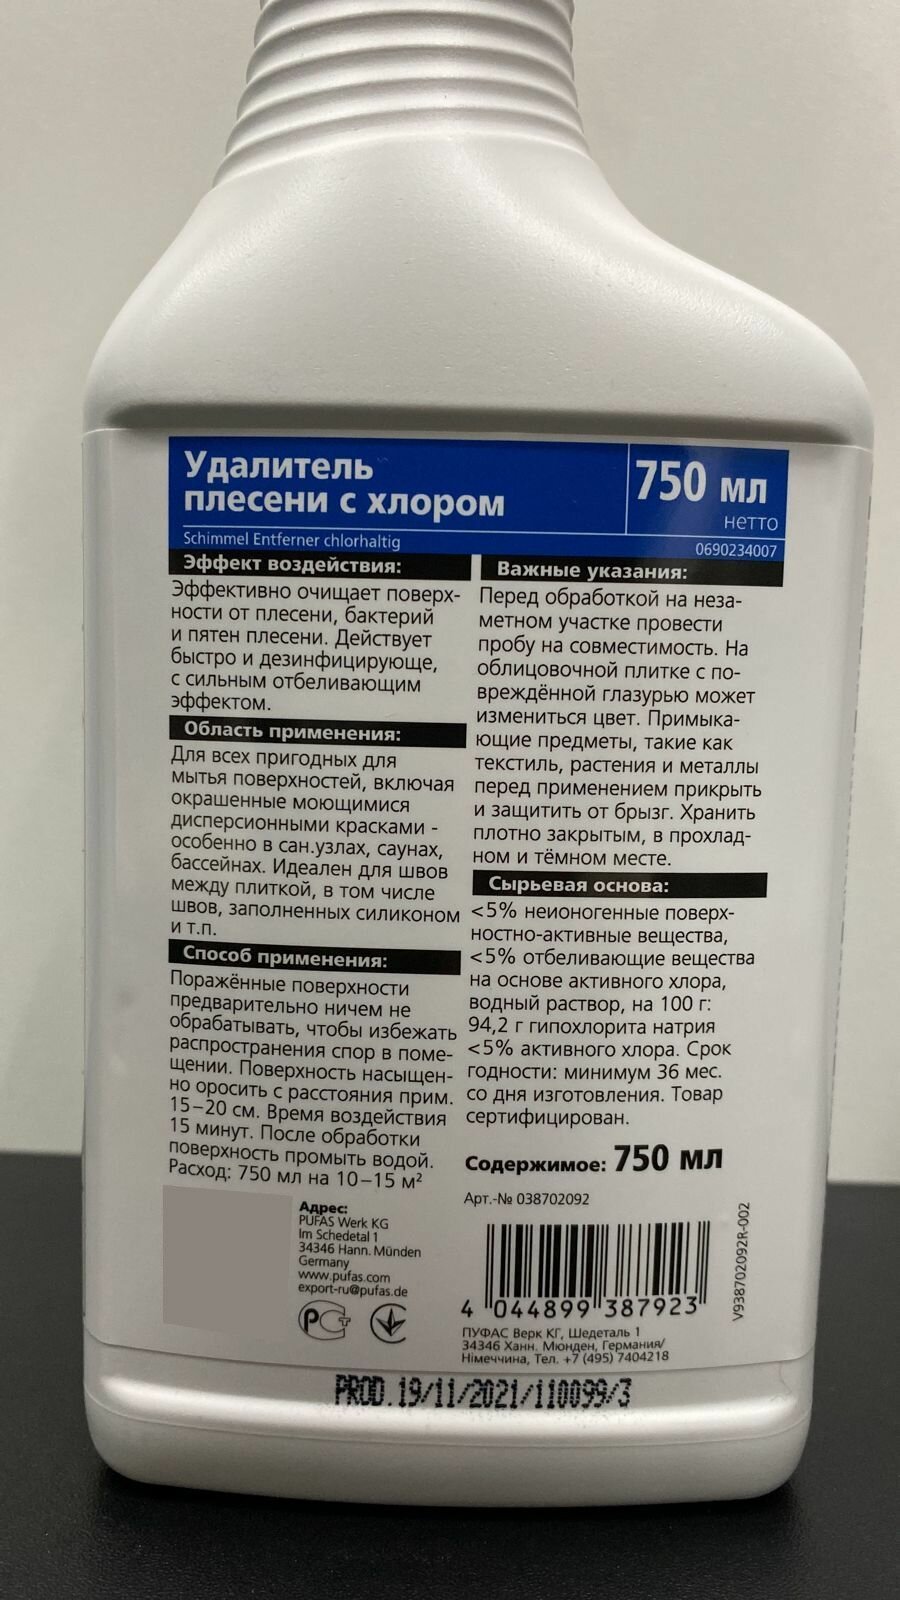 Удалитель
плесени с хлором
Schimmel Entferner chlorhaltig
750 мл
нетто
0690234007
Эффект воздействия:
Эффективно очищает поверх-
ности от плесени, бактерий
и пятен плесени. Действует
быстро и дезинфицирующе,
с сильным отбеливающим
эффектом.
Область применения:
Для всех пригодных для
мытья поверхностей, включая
окрашенные моющимися
дисперсионными красками -
особенно в сан.узлах, саунах,
бассейнах. Идеален для швов
между плиткой, в том числе
швов, заполненных силиконом
и т.п.
Способ применения:
Поражённые поверхности
предварительно ничем не
обрабатывать, чтобы избежать
распространения спор в поме-
щении. Поверхность насыщен-
но оросить с расстояния прим.
15–20 см. Время воздействия
15 минут. После обработки
поверхность промыть водой.
Расход: 750 мл на 10–15 м²
Важные указания:
Перед обработкой на неза-
метном участке провести
пробу на совместимость. На
облицовочной плитке с по-
вреждённой глазурью может
измениться цвет. Примыка-
ющие предметы, такие как
текстиль, растения и металлы
перед применением прикрыть
и защитить от брызг. Хранить
плотно закрытым, в прохлад-
ном и тёмном месте.
Сырьевая основа:
<5% неионогенные поверх-
ностно-активные вещества,
<5% отбеливающие вещества
на основе активного хлора,
водный раствор, на 100 г:
94,2 г гипохлорита натрия
<5% активного хлора. Срок
годности: минимум 36 мес.
со дня изготовления. Товар
сертифицирован.
Содержимое: 750 мл
Арт.-№ 038702092
Адрес:
PUFAS Werk KG
Im Schedetal 1
34346 Hann. Münden
Germany
www.pufas.com
export-ru@pufas.de
РСТ
4 044899 387923
V938702092R-002
ПУФАС Верк КГ, Шедеталь 1
34346 Ханн. Мюнден, Германия/
Німеччина, Тел. +7 (495) 7404218
PROD.19/11/2021/110099/3